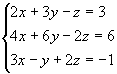 2x + 3y − z = 3
4x + 6y − 2z = 6
3x − y + 2z = −1